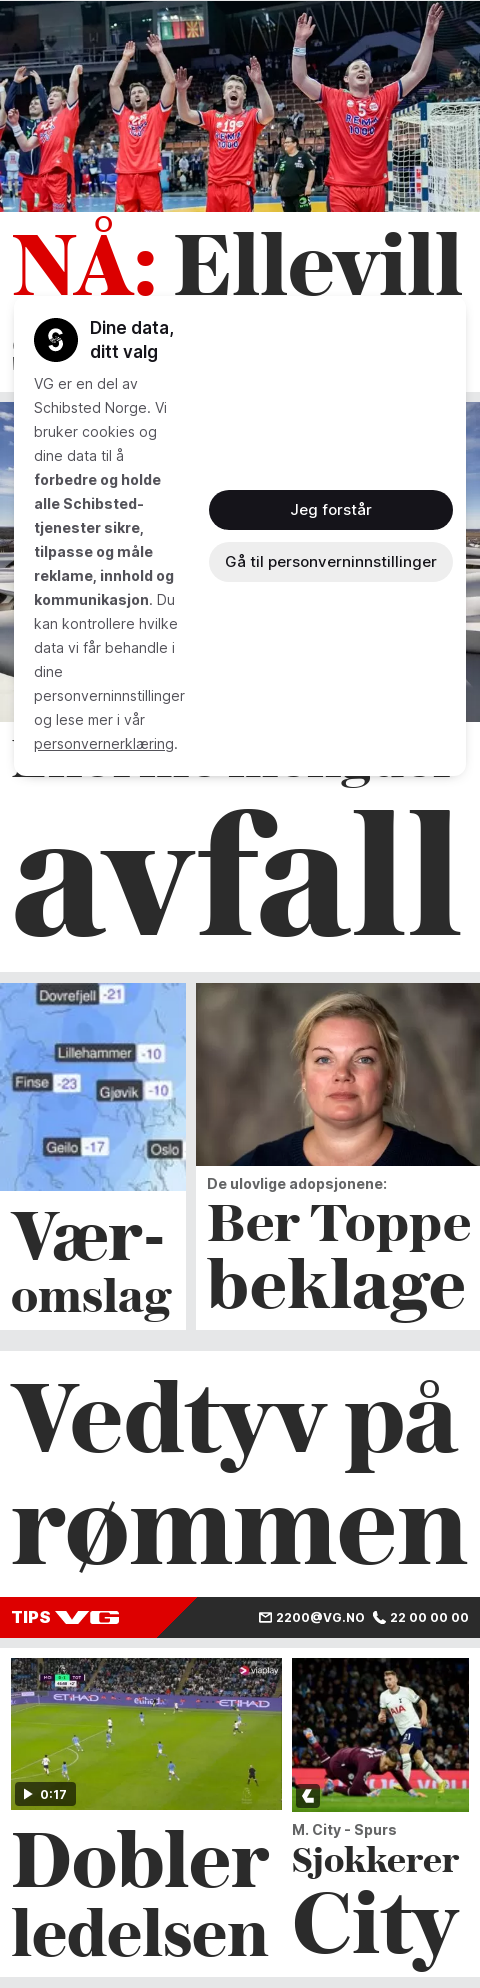 NÅ: Ellevill
Dine data,
ditt valg
VG er en del av
Schibsted Norge. Vi
bruker cookies og
dine data til å
forbedre og holde
alle Schibsted-
tjenester sikre,
tilpasse og måle
reklame, innhold og
kommunikasjon. Du
kan kontrollere hvilke
data vi får behandle i
dine
personverninnstillinger
og lese mer i vår
personvernerklæring.
Jeg forstår
Gå til personverninnstillinger
avfall
Dovrefjell -21
Lillehammer -10
Finse -23
Gjøvik -10
Geilo -17
Oslo
Vær-
omslag
De ulovlige adopsjonene:
Ber Toppe
beklage
Vedtyv på
rømmen
TIPS VG
2200@VG.NO 22 00 00 00
viaplay
ETIHAD
ETIHAD
0:17
Dobler
ledelsen
AIA
M. City - Spurs
Sjokkerer
City